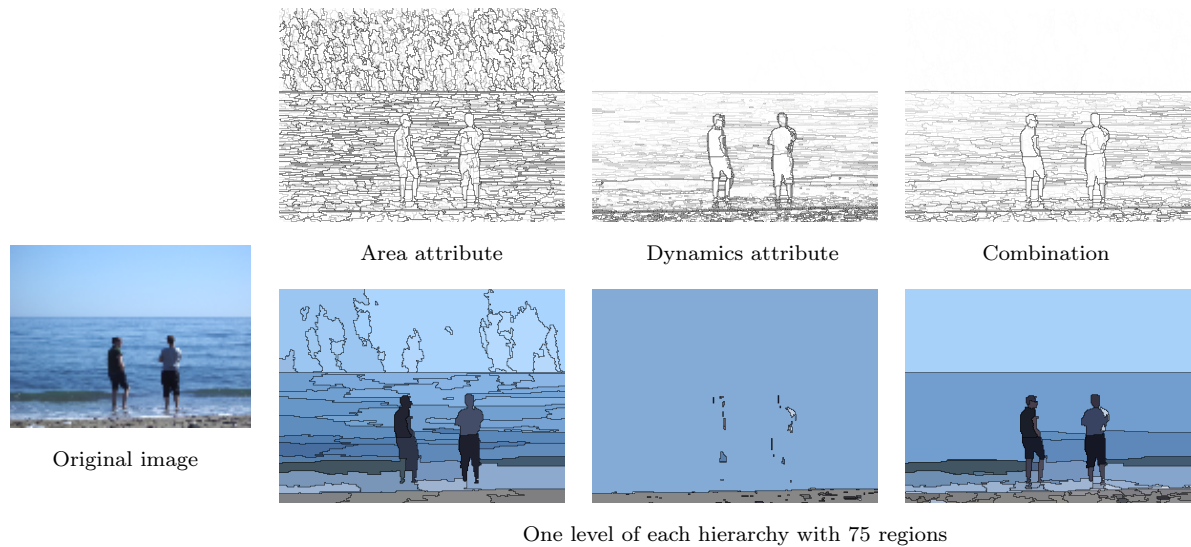 Area attribute
Dynamics attribute
Combination
Original image
One level of each hierarchy with 75 regions